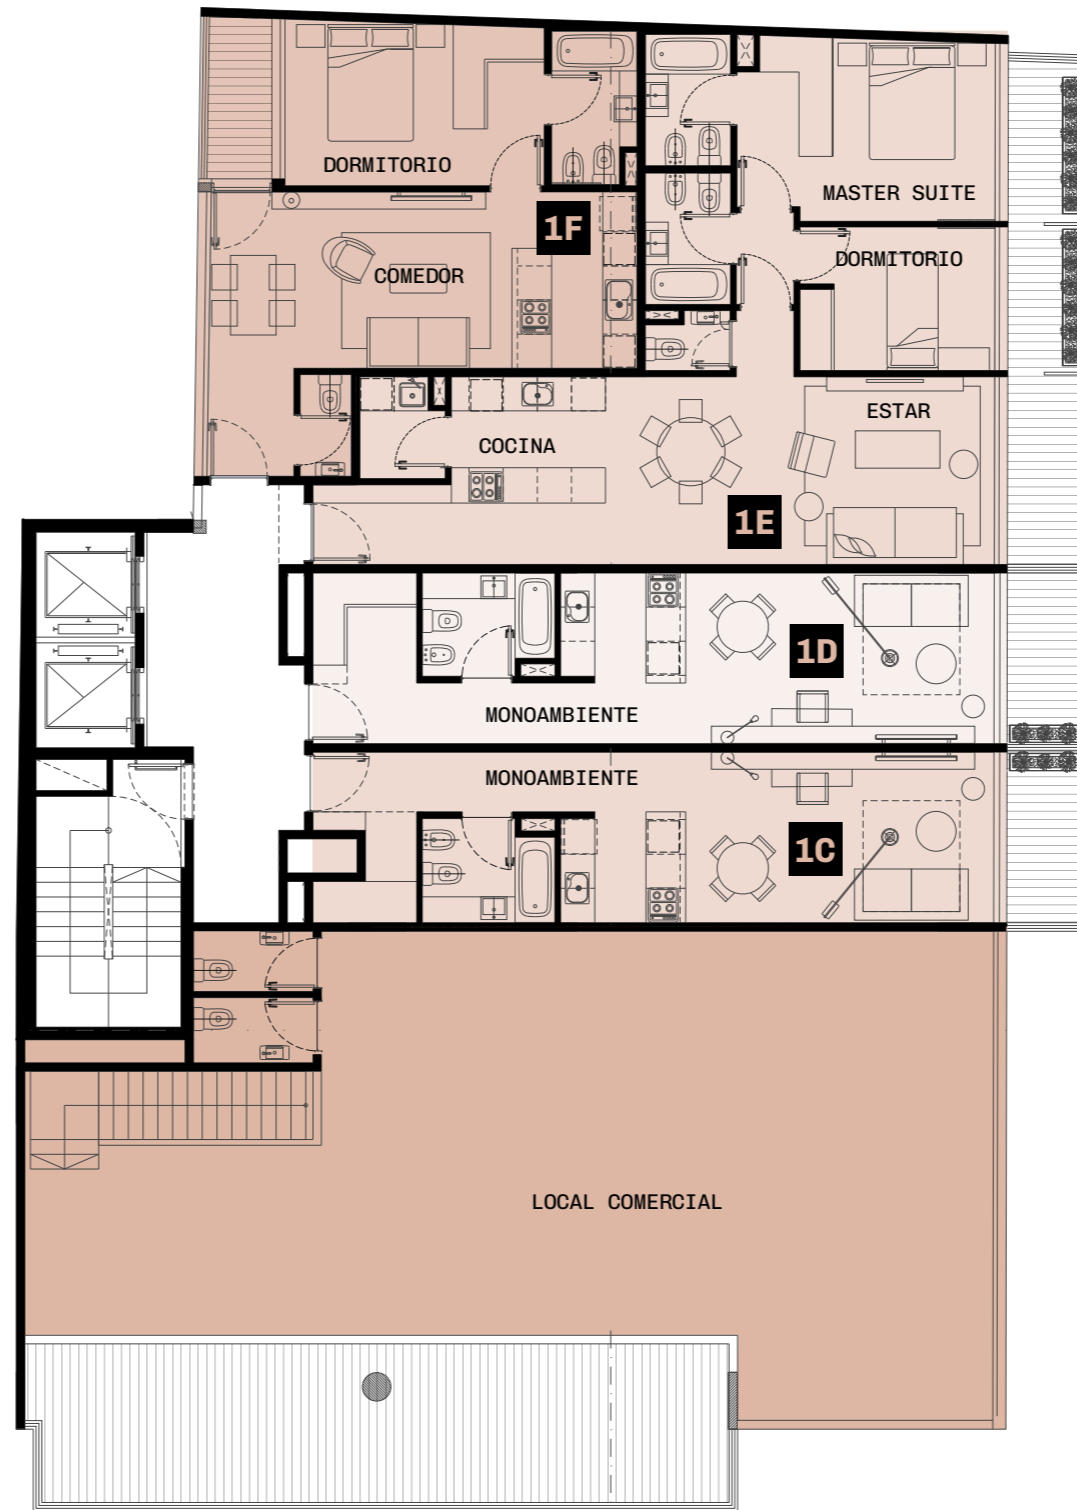 DORMITORIO
MASTER SUITE
1F
DORMITORIO
COMEDOR
ESTAR
COCINA
1E
1D
MONOAMBIENTE
MONOAMBIENTE
1C
LOCAL COMERCIAL